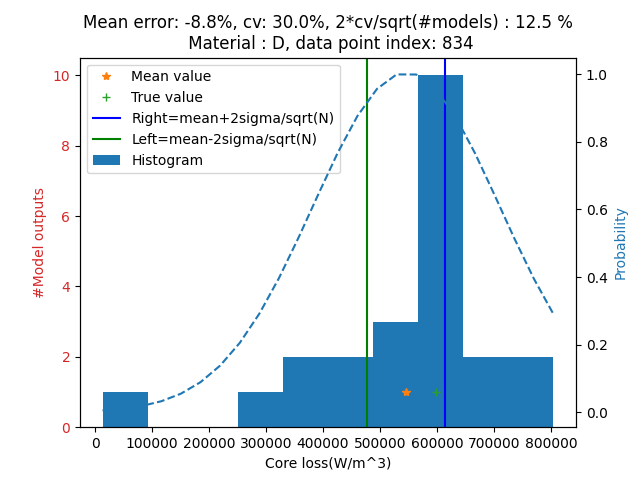 Mean error: -8.8%, cv: 30.0%, 2*cv/sqrt(#models) : 12.5 %
Material : D, data point index: 834
Mean value
True value
Right=mean+2sigma/sqrt(N)
Left=mean-2sigma/sqrt(N)
Histogram
#Model outputs
10
8
6
4
2
0
Probability
1.0
0.8
0.6
0.4
0.2
0.0
0 100000 200000 300000 400000 500000 600000 700000 800000
Core loss(W/m^3)